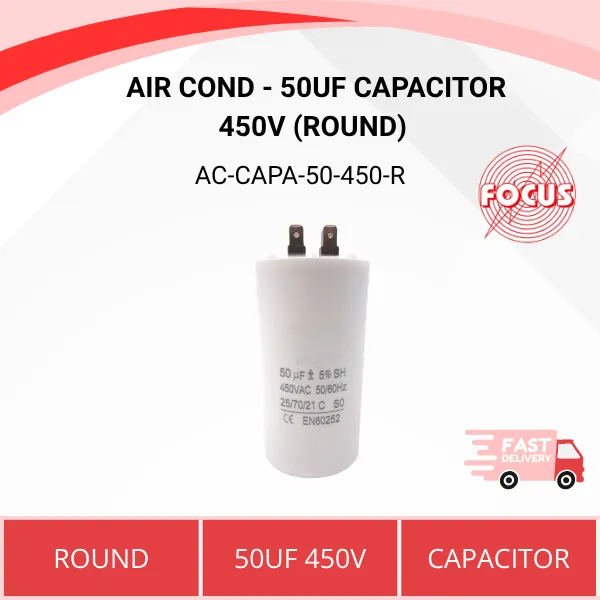 AIR COND - 50UF CAPACITOR
450V (ROUND)
AC-CAPA-50-450-R
FOCUS
50 µF ± 5% SH
450VAC 50/60Hz
25/70/21 C S0
CE EN60252
FAST
DELIVERY
ROUND
50UF 450V
CAPACITOR